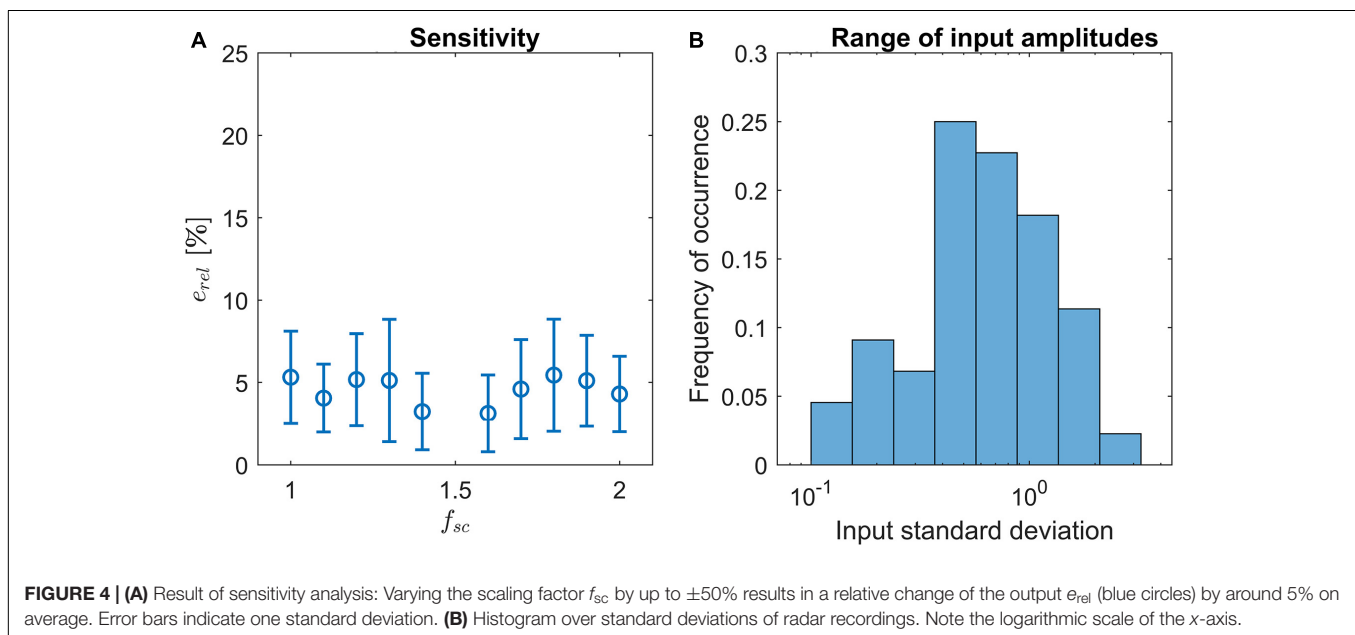 A
Sensitivity
25
20
15
10
5
0
e_rel [%]
1
1.5
2
f_sc
B
Range of input amplitudes
0.3
0.25
0.2
0.15
0.1
0.05
0
Frequency of occurrence
10^-1
10^0
Input standard deviation
FIGURE 4 | (A) Result of sensitivity analysis: Varying the scaling factor f_sc by up to ±50% results in a relative change of the output e_rel (blue circles) by around 5% on
average. Error bars indicate one standard deviation. (B) Histogram over standard deviations of radar recordings. Note the logarithmic scale of the x-axis.